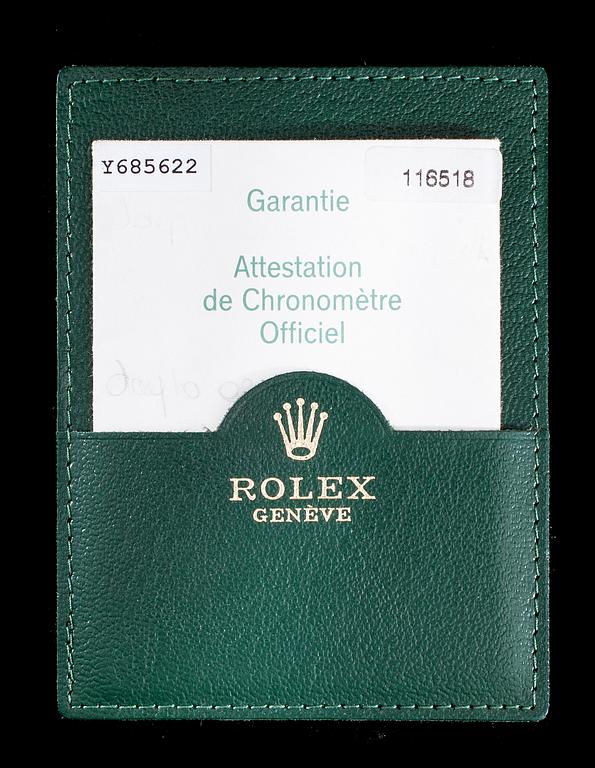 Y685622
116518
Garantie
Attestation
de Chronomètre
Officiel
ROLEX
GENÈVE